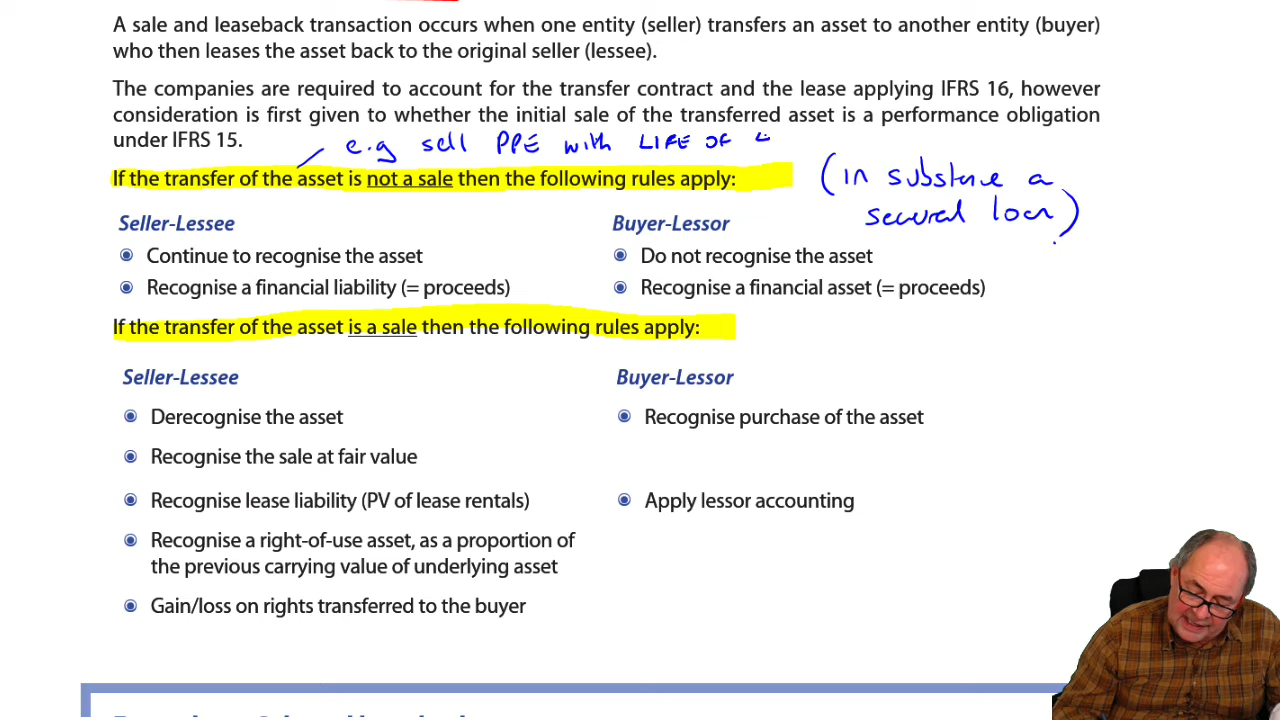 A sale and leaseback transaction occurs when one entity (seller) transfers an asset to another entity (buyer)
who then leases the asset back to the original seller (lessee).
The companies are required to account for the transfer contract and the lease applying IFRS 16, however
consideration is first given to whether the initial sale of the transferred asset is a performance obligation
under IFRS 15.
e.g sell PPE with LIFE OF
If the transfer of the asset is not a sale then the following rules apply:
(in substance a
secured loan)
Seller-Lessee
Continue to recognise the asset
Recognise a financial liability (= proceeds)
Buyer-Lessor
Do not recognise the asset
Recognise a financial asset (= proceeds)
If the transfer of the asset is a sale then the following rules apply:
Seller-Lessee
Derecognise the asset
Recognise the sale at fair value
Recognise lease liability (PV of lease rentals)
Recognise a right-of-use asset, as a proportion of
the previous carrying value of underlying asset
Gain/loss on rights transferred to the buyer
Buyer-Lessor
Recognise purchase of the asset
Apply lessor accounting